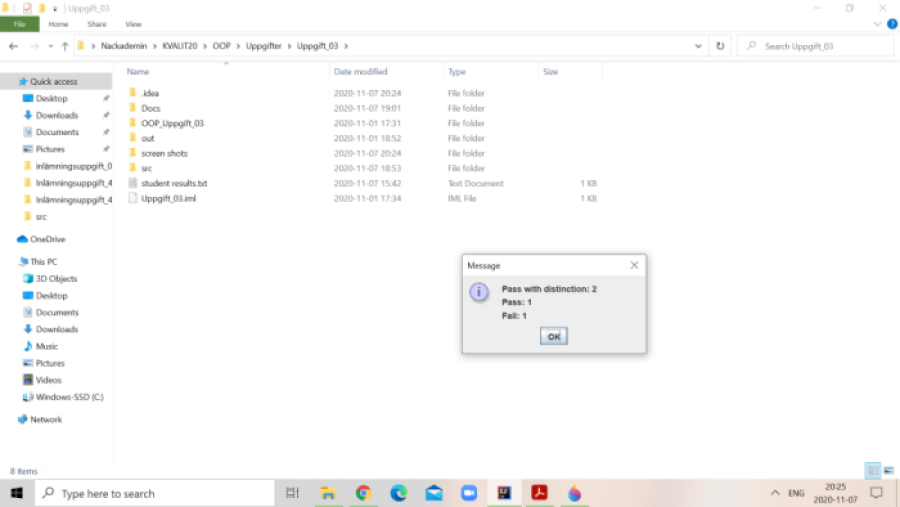 Uppgift_03
File Home Share View
Nackademin > KVALIT20 > OOP > Uppgifter > Uppgift_03 >
Search Uppgift_03
Name Date modified Type Size
Quick access
Desktop
Downloads
Documents
Pictures
inlämningsuppgift_0
Inlämningsuppgift_4
Inlämningsuppgift_4
src
OneDrive
This PC
3D Objects
Desktop
Documents
Downloads
Music
Pictures
Videos
Windows-SSD (C:)
Network
.idea 2020-11-07 20:24 File folder
Docs 2020-11-07 19:01 File folder
OOP_Uppgift_03 2020-11-01 17:31 File folder
out 2020-11-01 18:52 File folder
screen shots 2020-11-07 20:24 File folder
src 2020-11-07 18:53 File folder
student results.txt 2020-11-07 15:42 Text Document 1 KB
Uppgift_03.iml 2020-11-01 17:34 IML File 1 KB
Message
Pass with distinction: 2
Pass: 1
Fail: 1
OK
8 items
Type here to search
ENG
20:25
2020-11-07